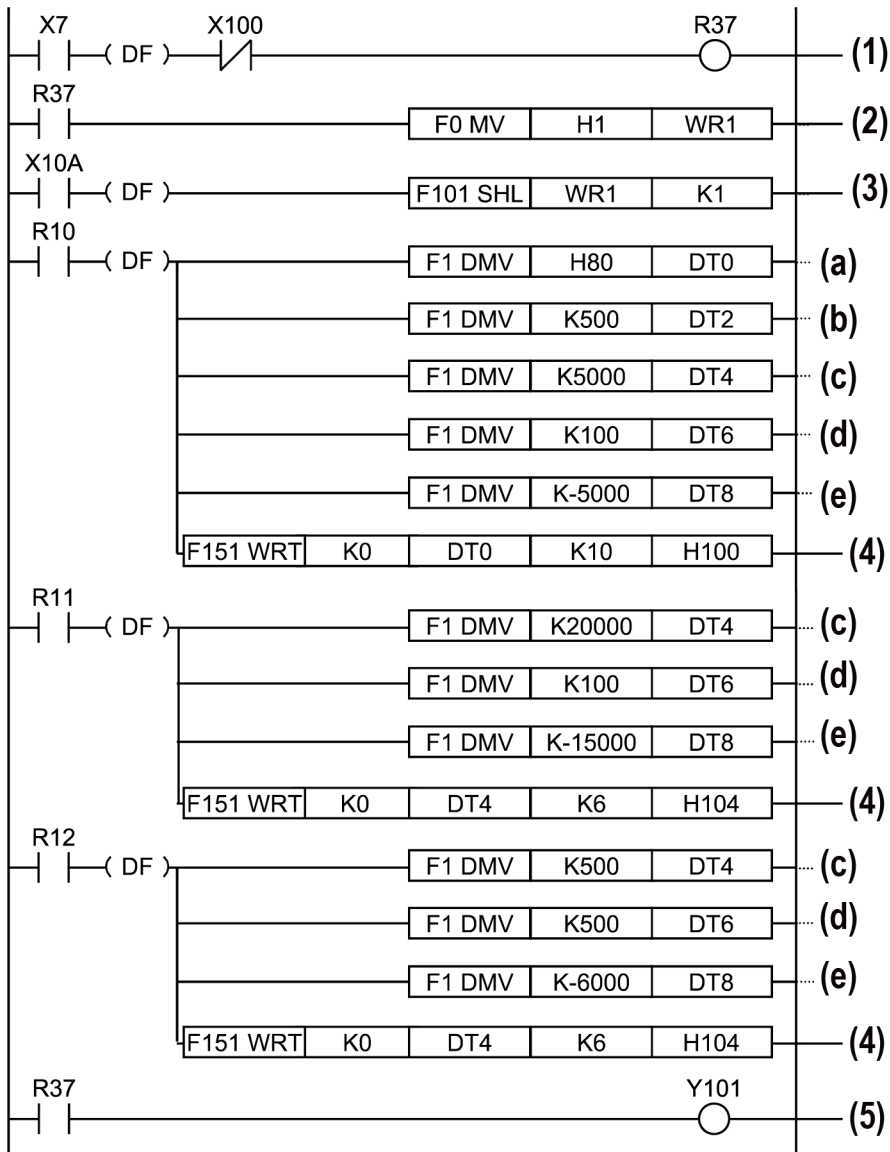 X7 X100 R37
( DF ) (1)
R37
F0 MV H1 WR1 (2)
X10A
( DF ) F101 SHL WR1 K1 (3)
R10
( DF ) F1 DMV H80 DT0 (a)
F1 DMV K500 DT2 (b)
F1 DMV K5000 DT4 (c)
F1 DMV K100 DT6 (d)
F1 DMV K-5000 DT8 (e)
F151 WRT K0 DT0 K10 H100 (4)
R11
( DF ) F1 DMV K20000 DT4 (c)
F1 DMV K100 DT6 (d)
F1 DMV K-15000 DT8 (e)
F151 WRT K0 DT4 K6 H104 (4)
R12
( DF ) F1 DMV K500 DT4 (c)
F1 DMV K500 DT6 (d)
F1 DMV K-6000 DT8 (e)
F151 WRT K0 DT4 K6 H104 (4)
R37 Y101
(5)